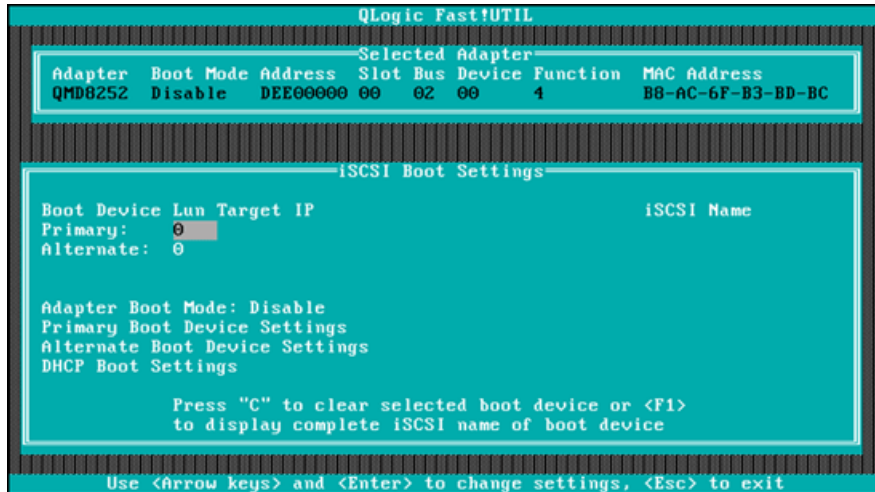 QLogic Fast!UTIL
Selected Adapter
Adapter Boot Mode Address Slot Bus Device Function MAC Address
QMD8252 Disable DEE00000 00 02 00 4 B8-AC-6F-B3-BD-BC
iSCSI Boot Settings
Boot Device Lun Target IP iSCSI Name
Primary: 0
Alternate: 0
Adapter Boot Mode: Disable
Primary Boot Device Settings
Alternate Boot Device Settings
DHCP Boot Settings
Press "C" to clear selected boot device or <F1>
to display complete iSCSI name of boot device
Use <Arrow keys> and <Enter> to change settings, <Esc> to exit